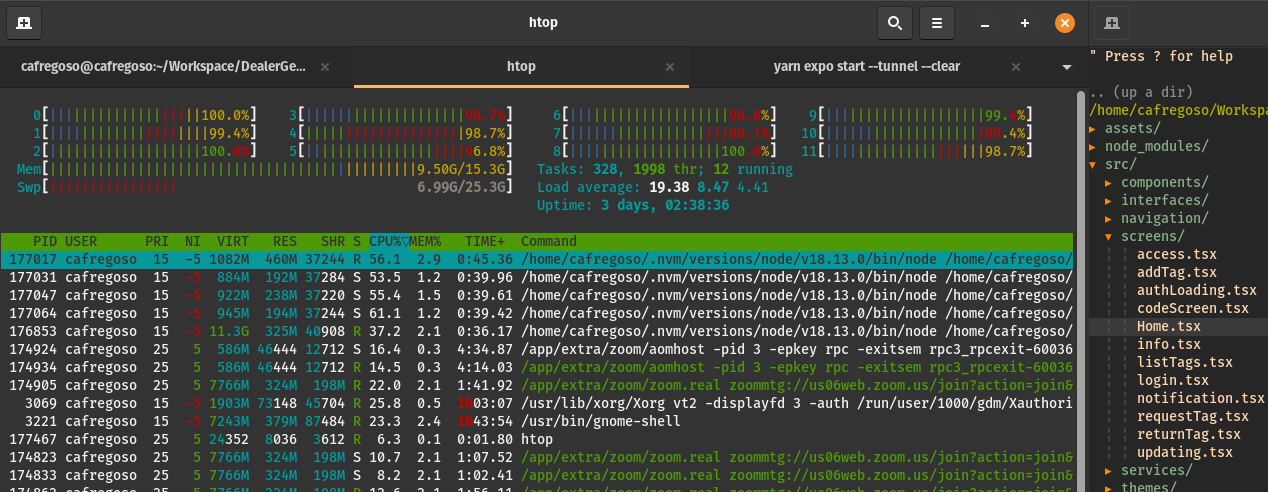 htop
cafregoso@cafregoso:~/Workspace/DealerGe...
htop
yarn expo start --tunnel --clear
0[100.0%] 3[98.7%] 6[98.8%] 9[99.4%]
1[99.4%] 4[98.7%] 7[98.1%] 10[99.4%]
2[100.0%] 5[96.8%] 8[100.0%] 11[98.7%]
Mem[9.50G/15.3G] Tasks: 328, 1998 thr; 12 running
Swp[6.99G/25.3G] Load average: 19.38 8.47 4.41
Uptime: 3 days, 02:38:36
PID USER PRI NI VIRT RES SHR S CPU%▽MEM% TIME+ Command
177017 cafregoso 15 -5 1082M 460M 37244 R 56.1 2.9 0:45.36 /home/cafregoso/.nvm/versions/node/v18.13.0/bin/node /home/cafregoso/
177031 cafregoso 15 -5 884M 192M 37284 S 53.5 1.2 0:39.96 /home/cafregoso/.nvm/versions/node/v18.13.0/bin/node /home/cafregoso/
177047 cafregoso 15 -5 922M 238M 37220 S 55.4 1.5 0:39.61 /home/cafregoso/.nvm/versions/node/v18.13.0/bin/node /home/cafregoso/
177064 cafregoso 15 -5 945M 194M 37244 S 61.1 1.2 0:39.42 /home/cafregoso/.nvm/versions/node/v18.13.0/bin/node /home/cafregoso/
176853 cafregoso 15 -5 11.3G 325M 40908 R 37.2 2.1 0:36.17 /home/cafregoso/.nvm/versions/node/v18.13.0/bin/node /home/cafregoso/
174924 cafregoso 25 5 586M 46444 12712 S 16.4 0.3 4:34.87 /app/extra/zoom/aomhost -pid 3 -epkey rpc -exitsem rpc3_rpcexit-60036
174934 cafregoso 25 5 586M 46444 12712 R 14.5 0.3 4:14.03 /app/extra/zoom/aomhost -pid 3 -epkey rpc -exitsem rpc3_rpcexit-60036
174905 cafregoso 25 5 7766M 324M 198M R 22.0 2.1 1:41.92 /app/extra/zoom/zoom.real zoommtg://us06web.zoom.us/join?action=join&
3069 cafregoso 15 -5 1903M 73148 45704 R 25.8 0.5 1h03:07 /usr/lib/xorg/Xorg vt2 -displayfd 3 -auth /run/user/1000/gdm/Xauthori
3221 cafregoso 15 -5 7243M 379M 87484 R 23.3 2.4 1h43:54 /usr/bin/gnome-shell
177467 cafregoso 25 5 24352 8036 3612 R 6.3 0.1 0:01.80 htop
174823 cafregoso 25 5 7766M 324M 198M S 10.7 2.1 1:07.52 /app/extra/zoom/zoom.real zoommtg://us06web.zoom.us/join?action=join&
174833 cafregoso 25 5 7766M 324M 198M S 8.2 2.1 1:02.41 /app/extra/zoom/zoom.real zoommtg://us06web.zoom.us/join?action=join&
" Press ? for help
.. (up a dir)
/home/cafregoso/Workspa
assets/
node_modules/
src/
components/
interfaces/
navigation/
screens/
access.tsx
addTag.tsx
authLoading.tsx
codeScreen.tsx
Home.tsx
info.tsx
listTags.tsx
login.tsx
notification.tsx
requestTag.tsx
returnTag.tsx
updating.tsx
services/
themes/